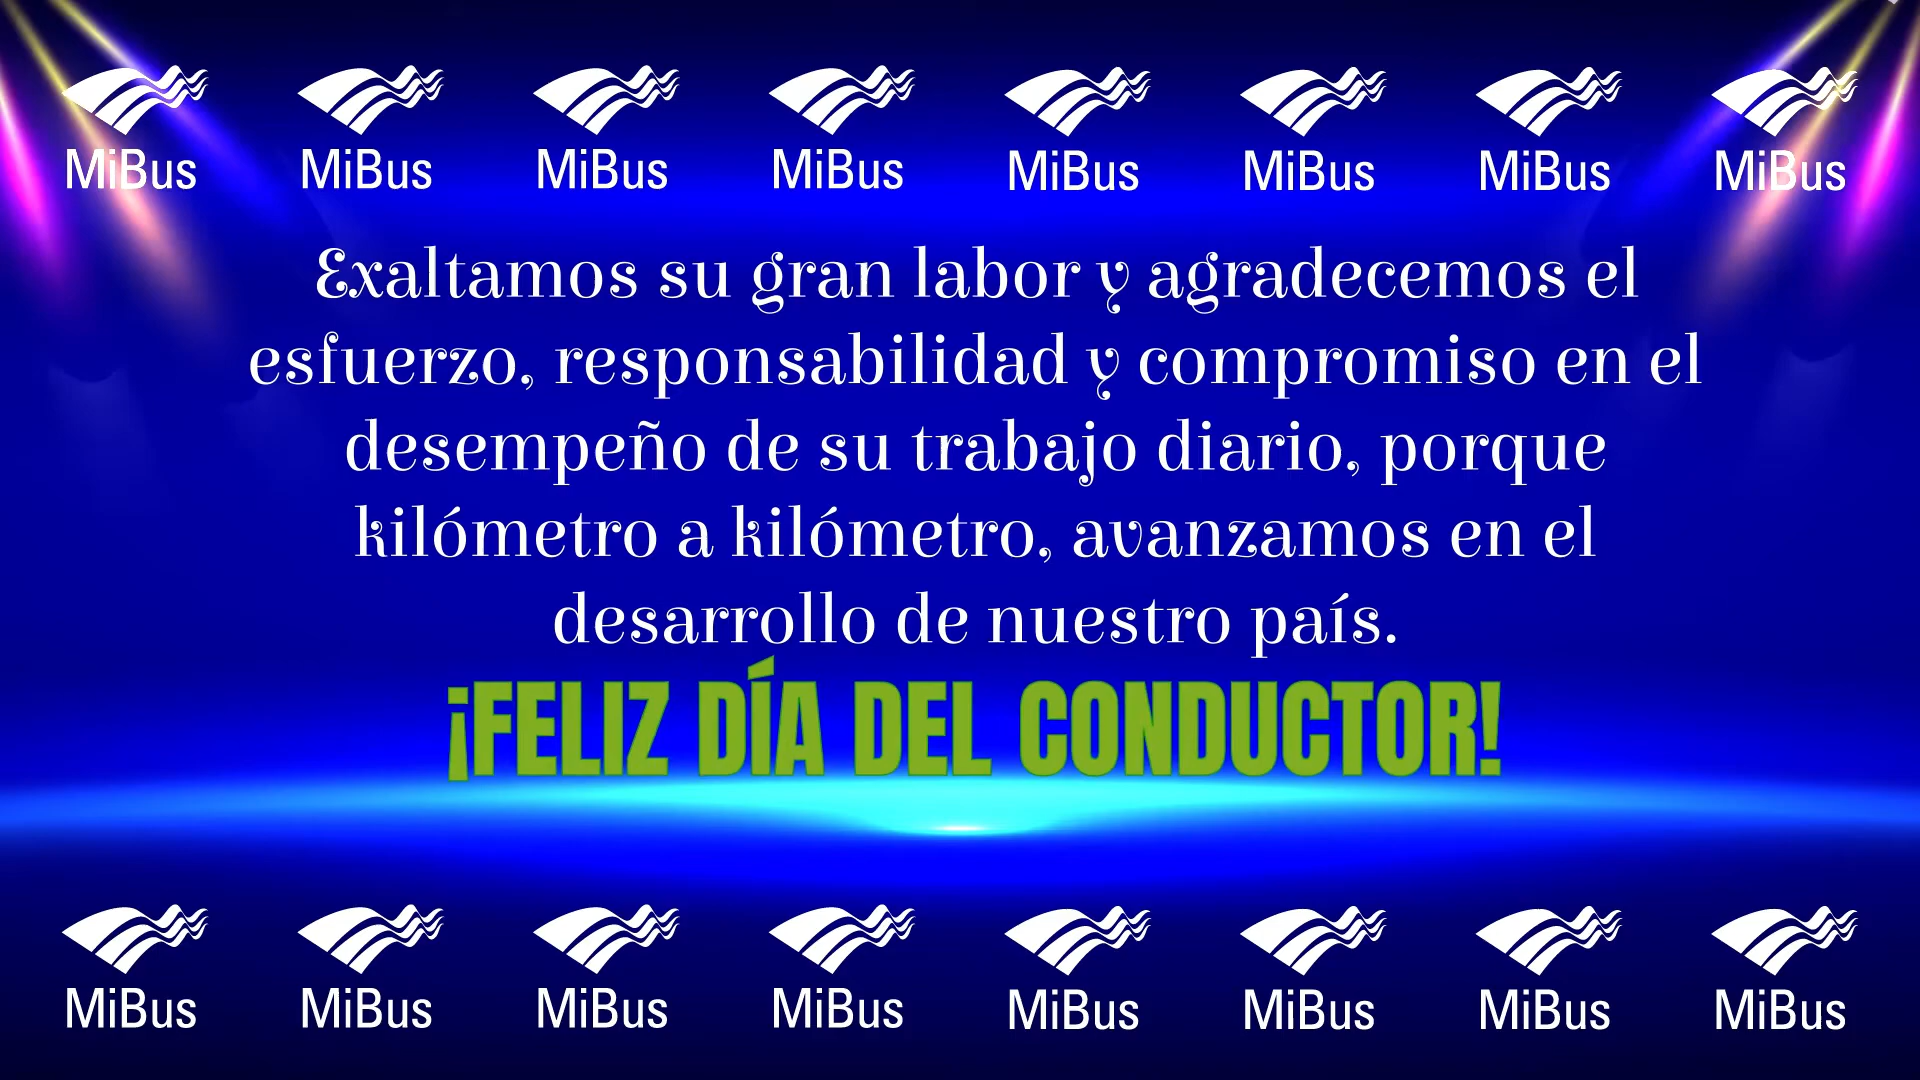 MiBus MiBus MiBus MiBus MiBus MiBus MiBus MiBus
Exaltamos su gran labor y agradecemos el
esfuerzo, responsabilidad y compromiso en el
desempeño de su trabajo diario, porque
kilómetro a kilómetro, avanzamos en el
desarrollo de nuestro país.
¡FELIZ DÍA DEL CONDUCTOR!
MiBus MiBus MiBus MiBus MiBus MiBus MiBus MiBus